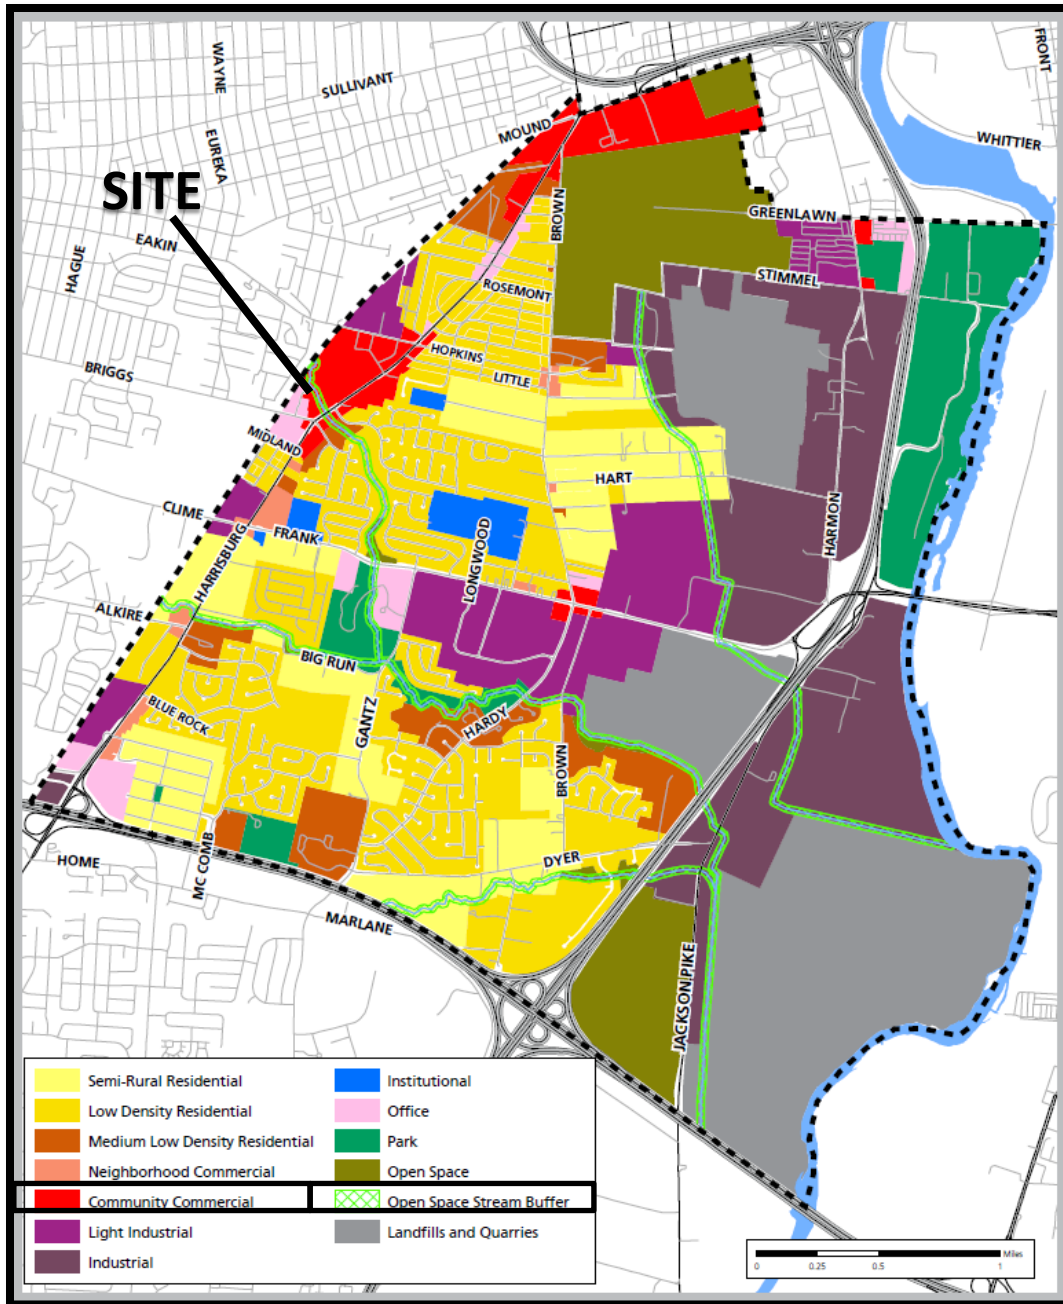 FRONT
WAYNE
SULLIVANT
EUREKA
MOUND
WHITTIER
SITE
BROWN
GREENLAWN
EAKIN
HAGUE
STIMMEL
ROSEMONT
HOPKINS
BRIGGS
LITTLE
MIDLAND
HART
CLIME
FRANK
HARRISBURG
LONGWOOD
HARMON
ALKIRE
BIG RUN
BLUE ROCK
GANTZ
HARDY
BROWN
DYER
HOME
MC COMB
MARLANE
JACKSON PIKE
Semi-Rural Residential
Low Density Residential
Medium Low Density Residential
Neighborhood Commercial
Community Commercial
Light Industrial
Industrial
Institutional
Office
Park
Open Space
Open Space Stream Buffer
Landfills and Quarries
Miles
0 0.25 0.5 1